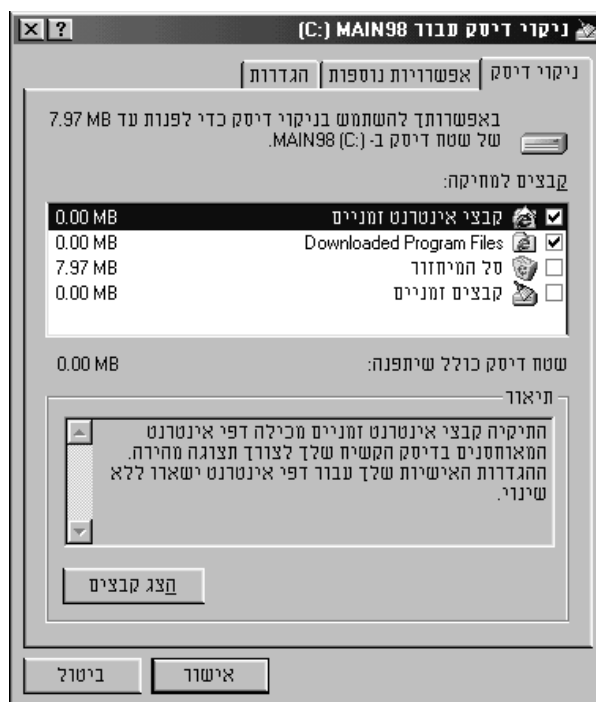 ניקוי דיסק עבור MAIN98 (C:)
ניקוי דיסק אפשרויות נוספות הגדרות
באפשרותך להשתמש בניקוי דיסק כדי לפנות עד 7.97 MB
של שטח דיסק ב- MAIN98 (C:).
קבצים למחיקה:
קבצי אינטרנט זמניים 0.00 MB
Downloaded Program Files 0.00 MB
סל המיחזור 7.97 MB
קבצים זמניים 0.00 MB
שטח דיסק כולל שיתפנה: 0.00 MB
תיאור
התיקיה קבצי אינטרנט זמניים מכילה דפי אינטרנט
המאוחסנים בדיסק הקשיח שלך לצורך תצוגה מהירה.
ההגדרות האישיות שלך עבור דפי אינטרנט ישארו ללא
שינוי.
הצג קבצים
אישור ביטול